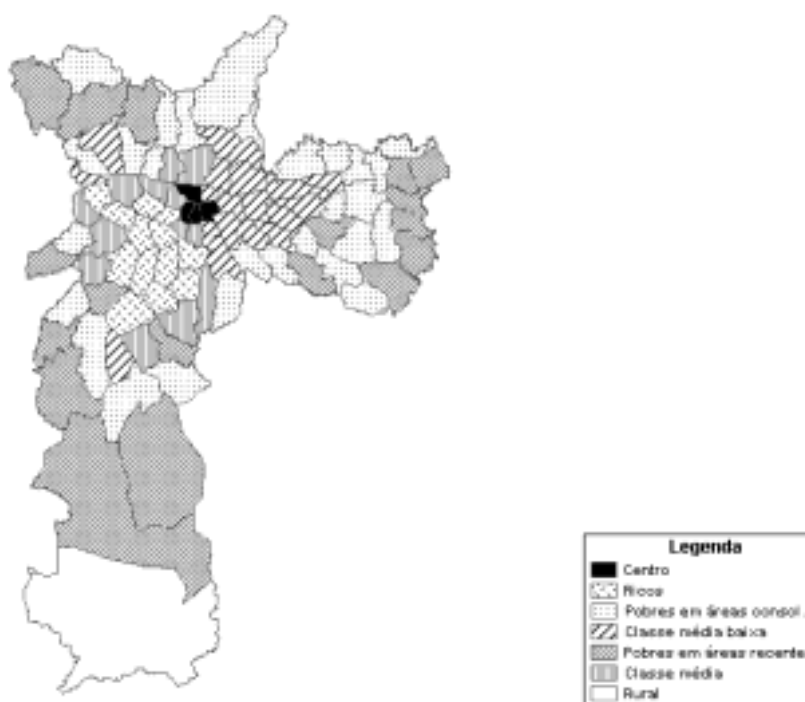 Legenda
Centro
Ricos
Pobres em áreas consol.
Classe média baixa
Pobres em áreas recente
Classe média
Rural